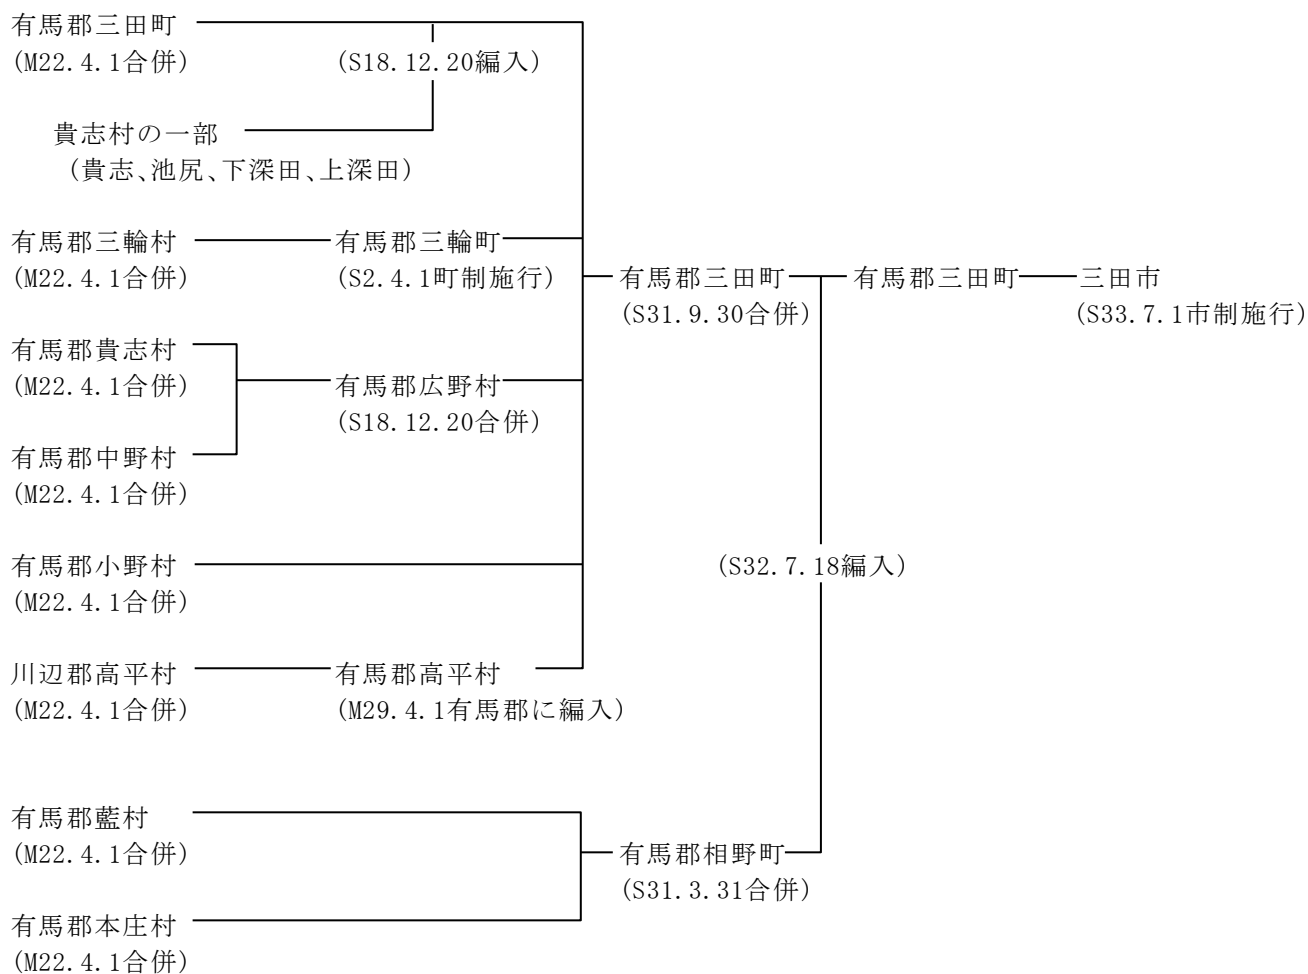 有馬郡三田町
(M22.4.1合併)
(S18.12.20編入)
貴志村の一部
(貴志、池尻、下深田、上深田)
有馬郡三輪村
(M22.4.1合併)
有馬郡三輪町
(S2.4.1町制施行)
有馬郡三田町
(S31.9.30合併)
有馬郡三田町
三田市
(S33.7.1市制施行)
有馬郡貴志村
(M22.4.1合併)
有馬郡広野村
(S18.12.20合併)
有馬郡中野村
(M22.4.1合併)
有馬郡小野村
(M22.4.1合併)
(S32.7.18編入)
川辺郡高平村
(M22.4.1合併)
有馬郡高平村
(M29.4.1有馬郡に編入)
有馬郡藍村
(M22.4.1合併)
有馬郡相野町
(S31.3.31合併)
有馬郡本庄村
(M22.4.1合併)